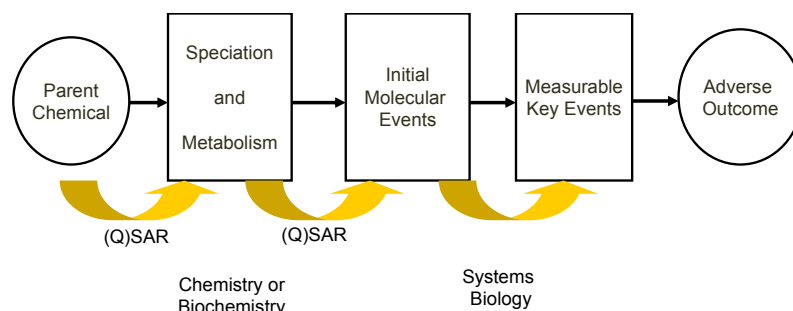 Parent
Chemical
Speciation
and
Metabolism
Initial
Molecular
Events
Measurable
Key Events
Adverse
Outcome
(Q)SAR
(Q)SAR
Chemistry or
Biochemistry
Systems
Biology